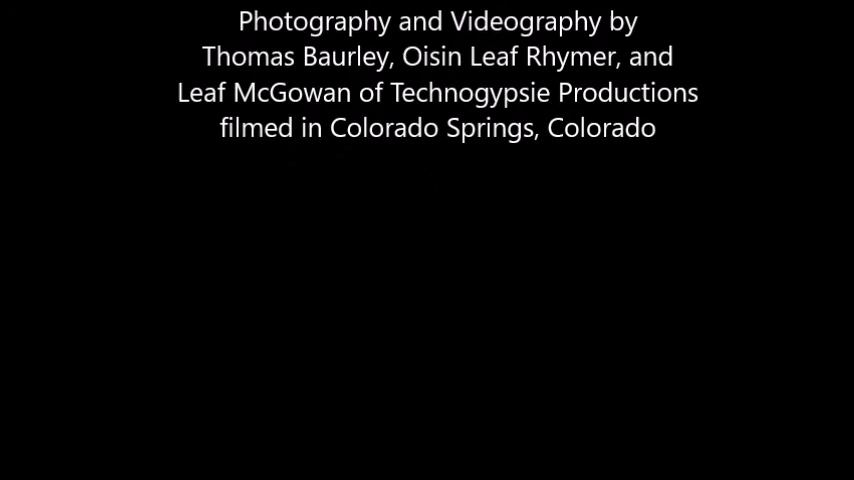 Photography and Videography by
Thomas Baurley, Oisin Leaf Rhymer, and
Leaf McGowan of Technogypsie Productions
filmed in Colorado Springs, Colorado